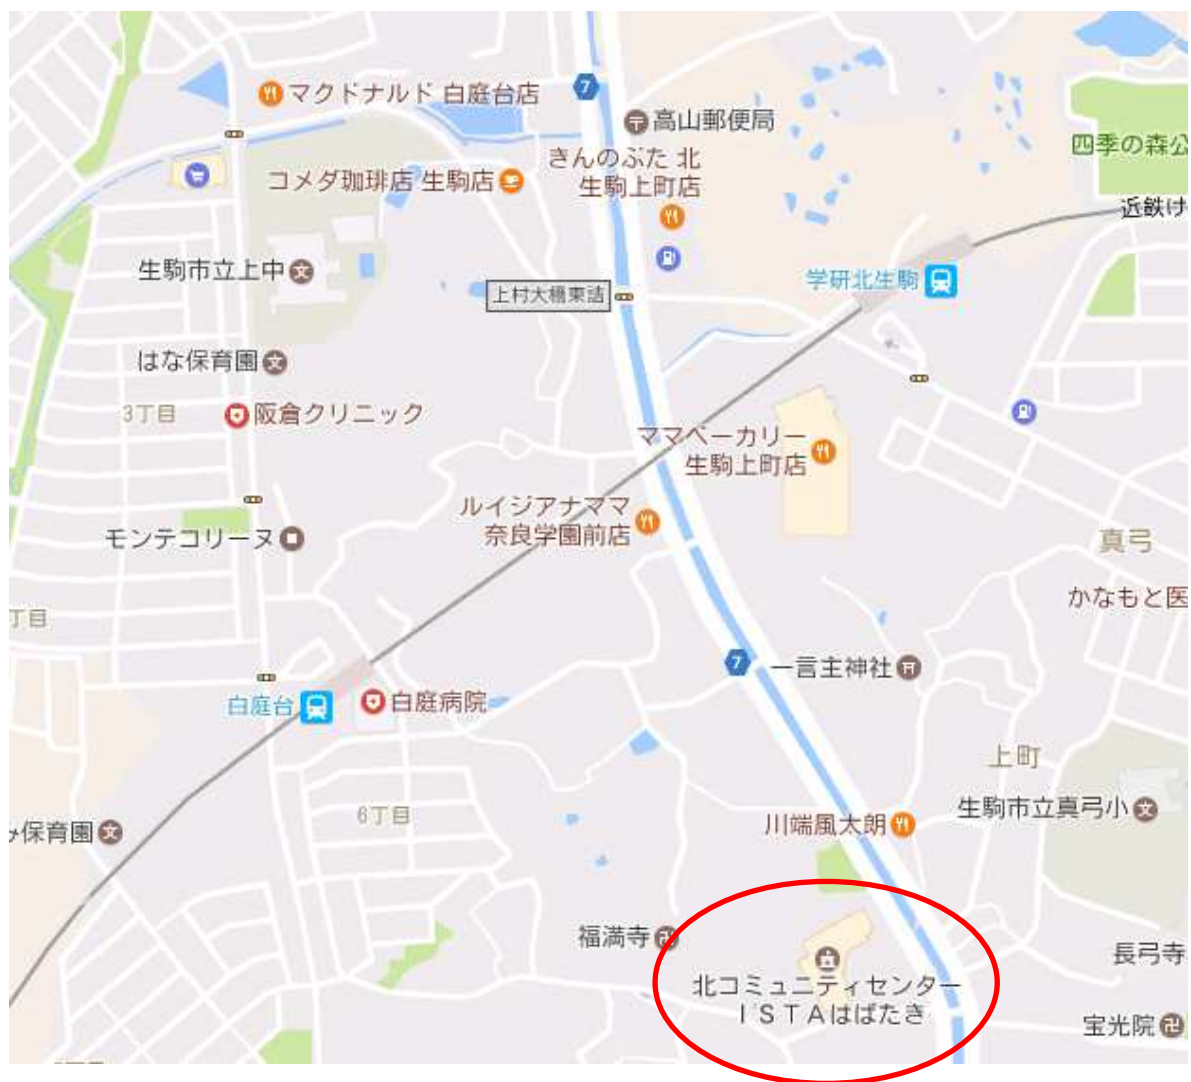 7
マクドナルド 白庭台店
高山郵便局
四季の森公
きんのぶた 北
生駒上町店
コメダ珈琲店 生駒店
近鉄け
生駒市立上中
学研北生駒
上村大橋東詰
はな保育園
3丁目
阪倉クリニック
ママベーカリー
生駒上町店
ルイジアナママ
奈良学園前店
モンテコリーヌ
真弓
かなもと医
丁目
7
一言主神社
白庭台
白庭病院
上町
6丁目
生駒市立真弓小
川端風太朗
保育園
福満寺
長弓寺
北コミュニティセンター
ISTAはばたき
宝光院